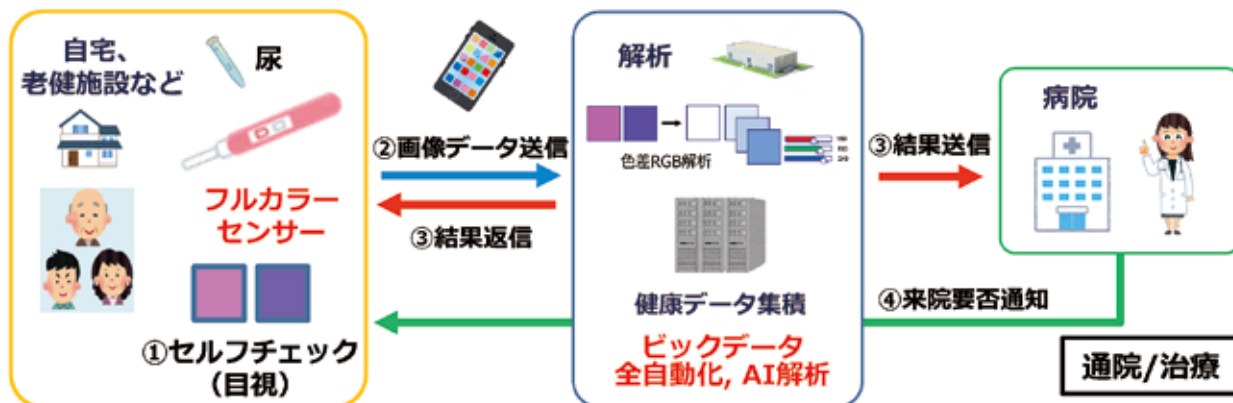 自宅、
老健施設など
尿
フルカラー
センサー
①セルフチェック
（目視）
②画像データ送信
③結果返信
解析
色差RGB解析
健康データ集積
ビックデータ
全自動化, AI解析
③結果送信
病院
④来院要否通知
通院/治療